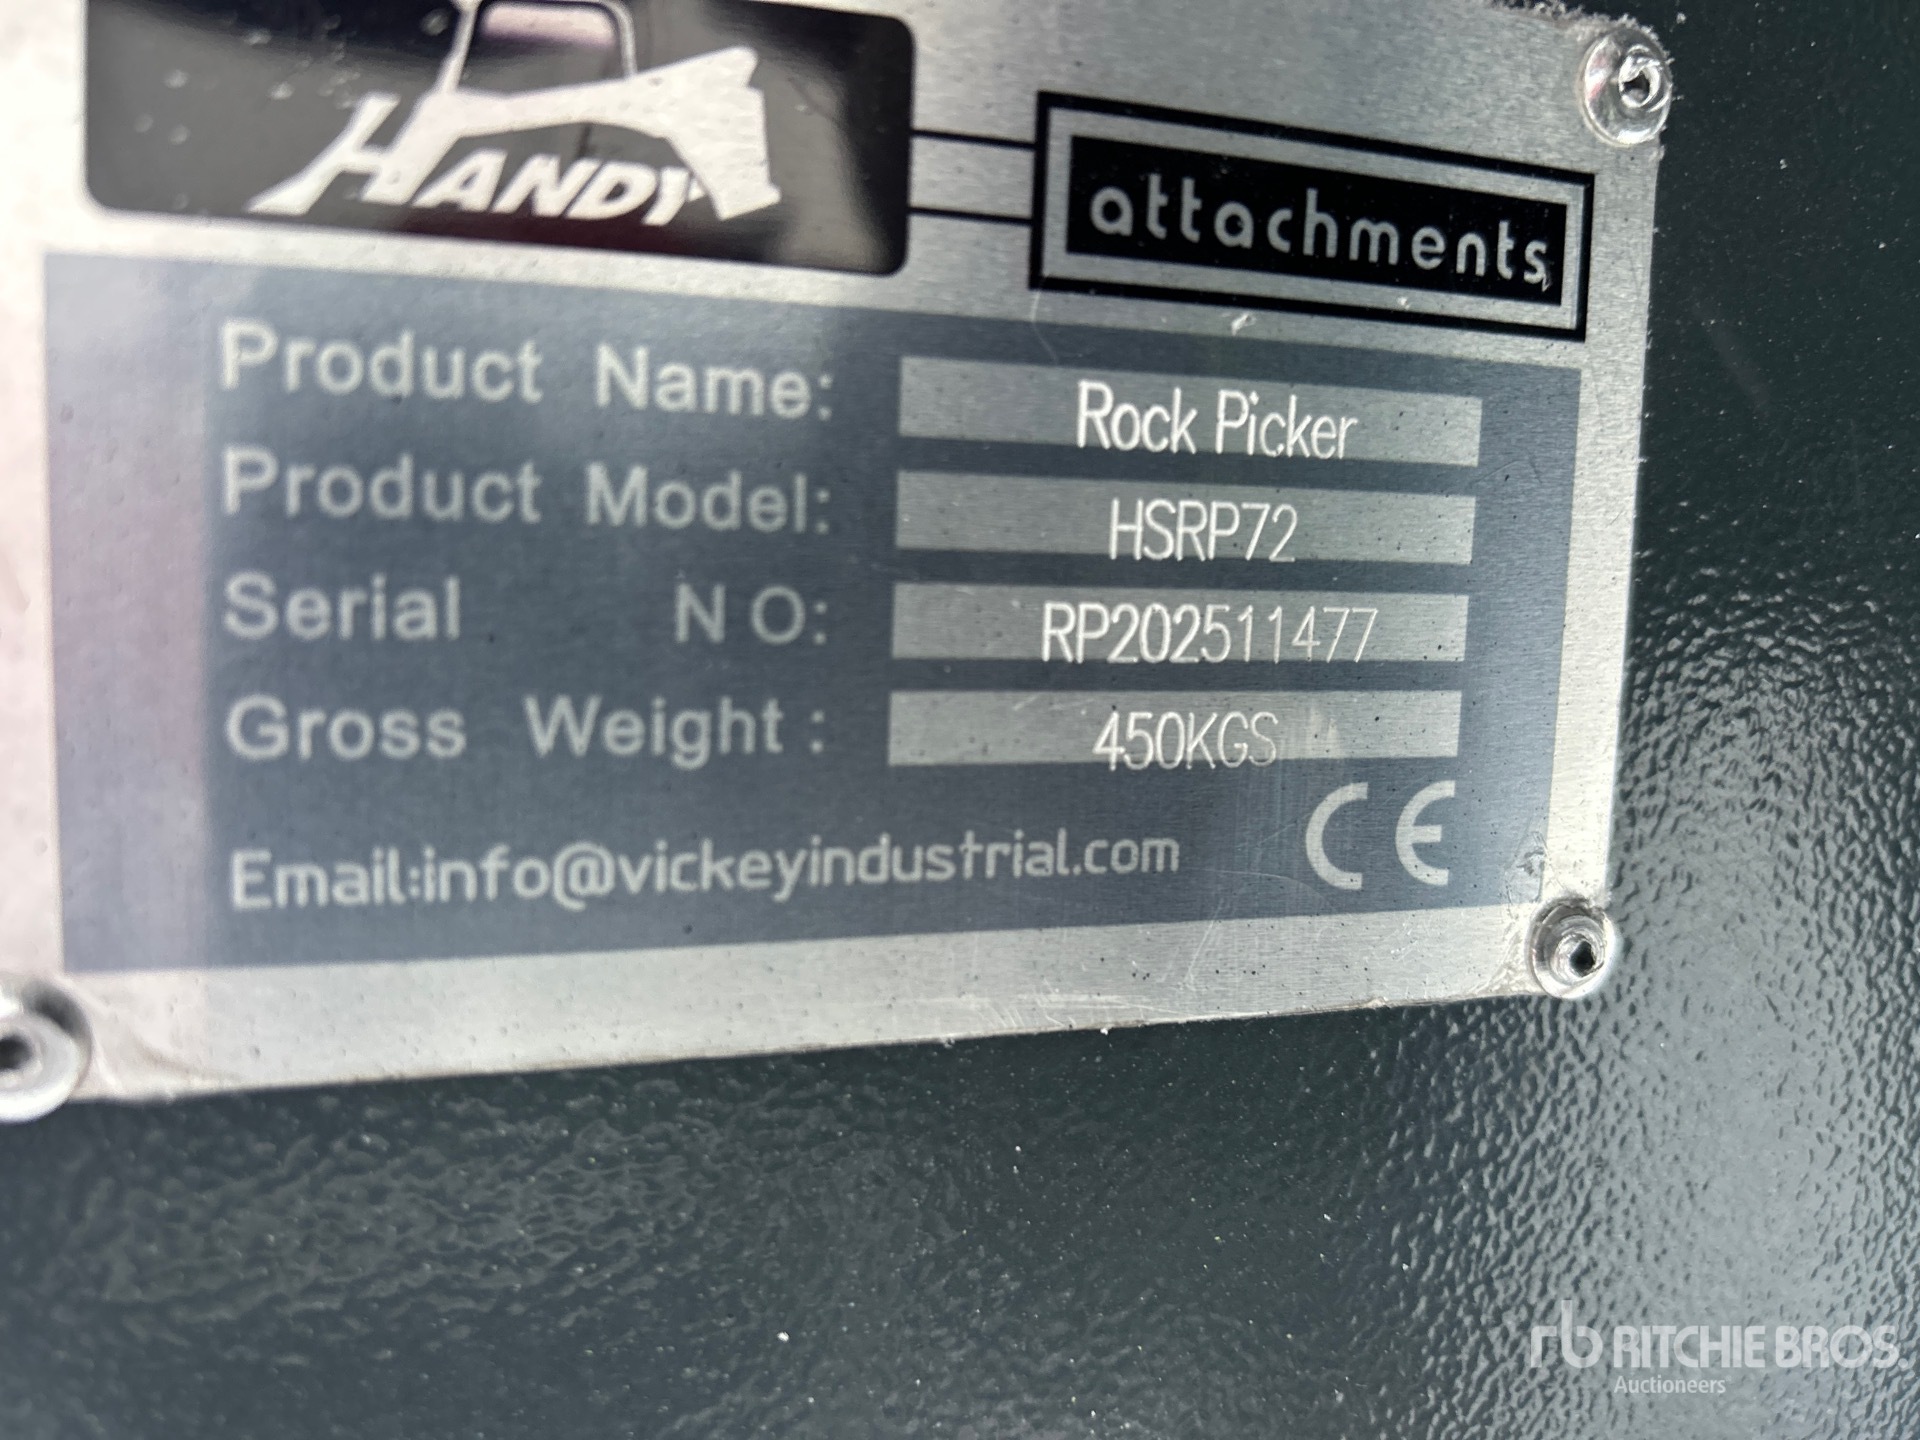 HANDY
attachments
Product Name: Rock Picker
Product Model: HSRP72
Serial NO: RP202511477
Gross Weight: 450KGS
Email:info@vickeyindustrial.com CE
rb RITCHIE BROS.
Auctioneers